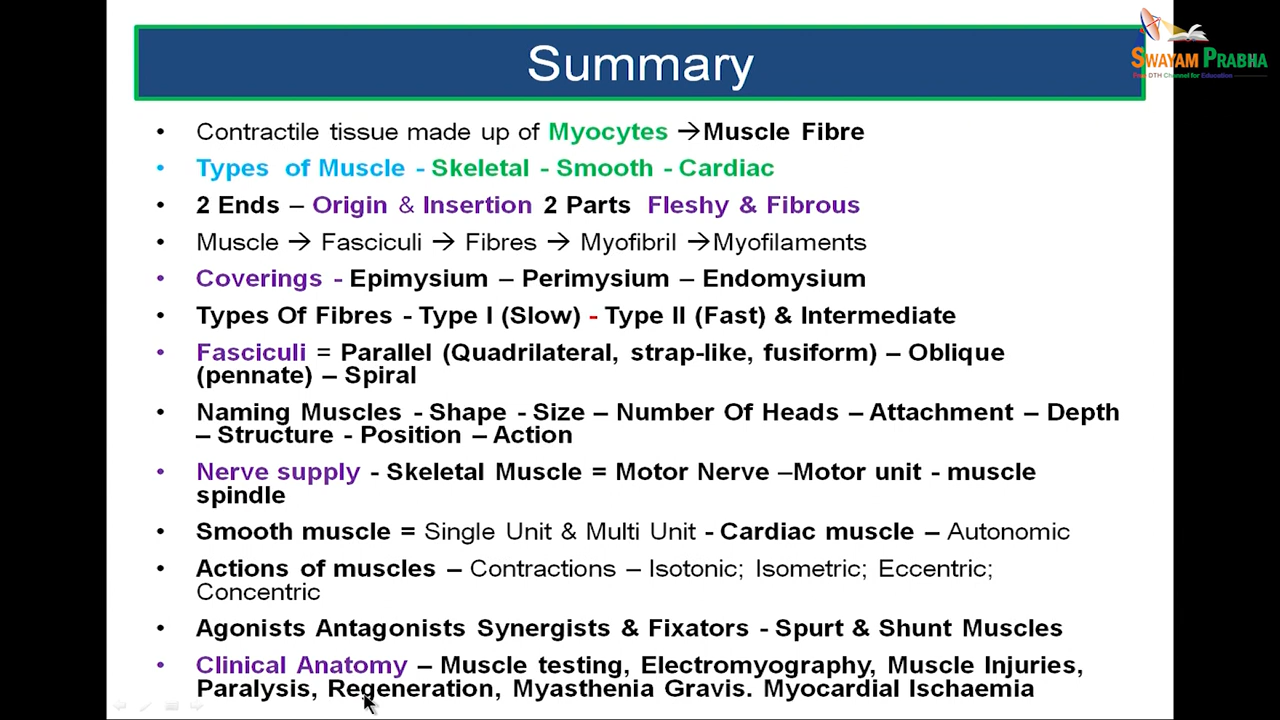 Summary
SWAYAM PRABHA
Free DTH Channel for Education
• Contractile tissue made up of Myocytes →Muscle Fibre
• Types of Muscle - Skeletal - Smooth - Cardiac
• 2 Ends – Origin & Insertion 2 Parts Fleshy & Fibrous
• Muscle → Fasciculi → Fibres → Myofibril →Myofilaments
• Coverings - Epimysium – Perimysium – Endomysium
• Types Of Fibres - Type I (Slow) - Type II (Fast) & Intermediate
• Fasciculi = Parallel (Quadrilateral, strap-like, fusiform) – Oblique
(pennate) – Spiral
• Naming Muscles - Shape - Size – Number Of Heads – Attachment – Depth
– Structure - Position – Action
• Nerve supply - Skeletal Muscle = Motor Nerve –Motor unit - muscle
spindle
• Smooth muscle = Single Unit & Multi Unit - Cardiac muscle – Autonomic
• Actions of muscles – Contractions – Isotonic; Isometric; Eccentric;
Concentric
• Agonists Antagonists Synergists & Fixators - Spurt & Shunt Muscles
• Clinical Anatomy – Muscle testing, Electromyography, Muscle Injuries,
Paralysis, Regeneration, Myasthenia Gravis. Myocardial Ischaemia